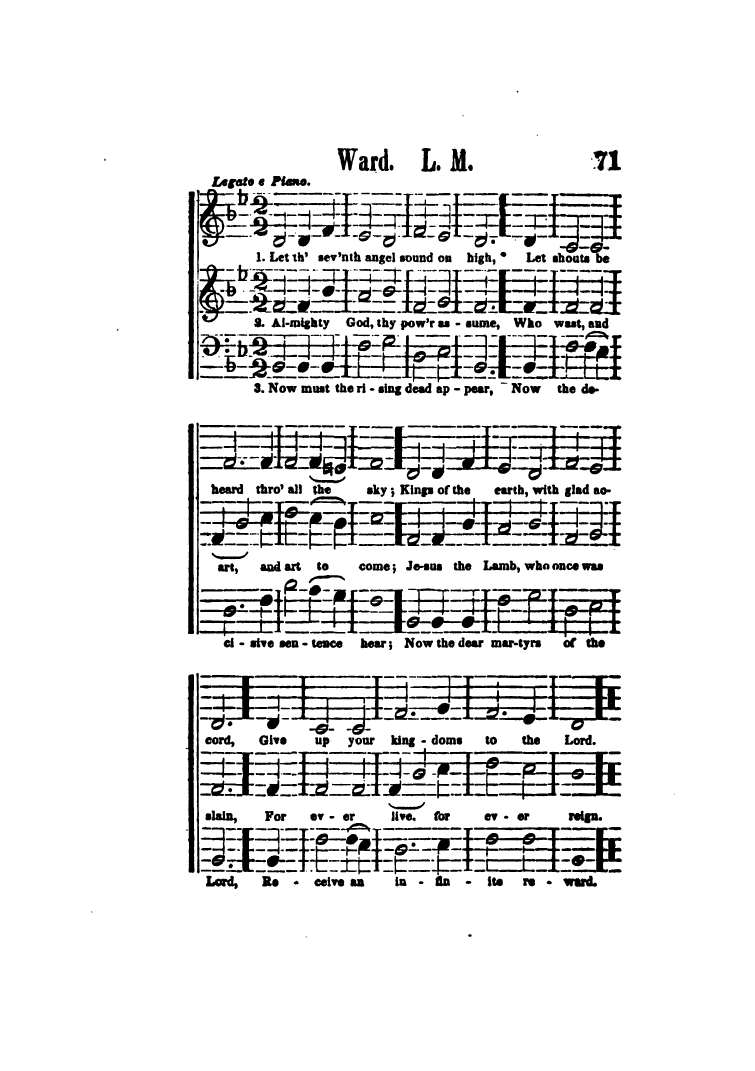 Ward. L. M. 71
Legato e Piano.
1. Let th' sev'nth angel sound on high, Let shouts be
2. Al-mighty God, thy pow'r as - sume, Who wast, and
3. Now must the ri - sing dead ap - pear, Now the de-
heard thro' all the sky; Kings of the earth, with glad ac-
art, and art to come; Je-sus the Lamb, who once was
ci - sive sen - tence hear; Now the dear mar-tyrs of the
cord, Give up your king - doms to the Lord.
slain, For ev - er live. for ev - er reign.
Lord, Re - ceive an in - fin - ite re - ward.